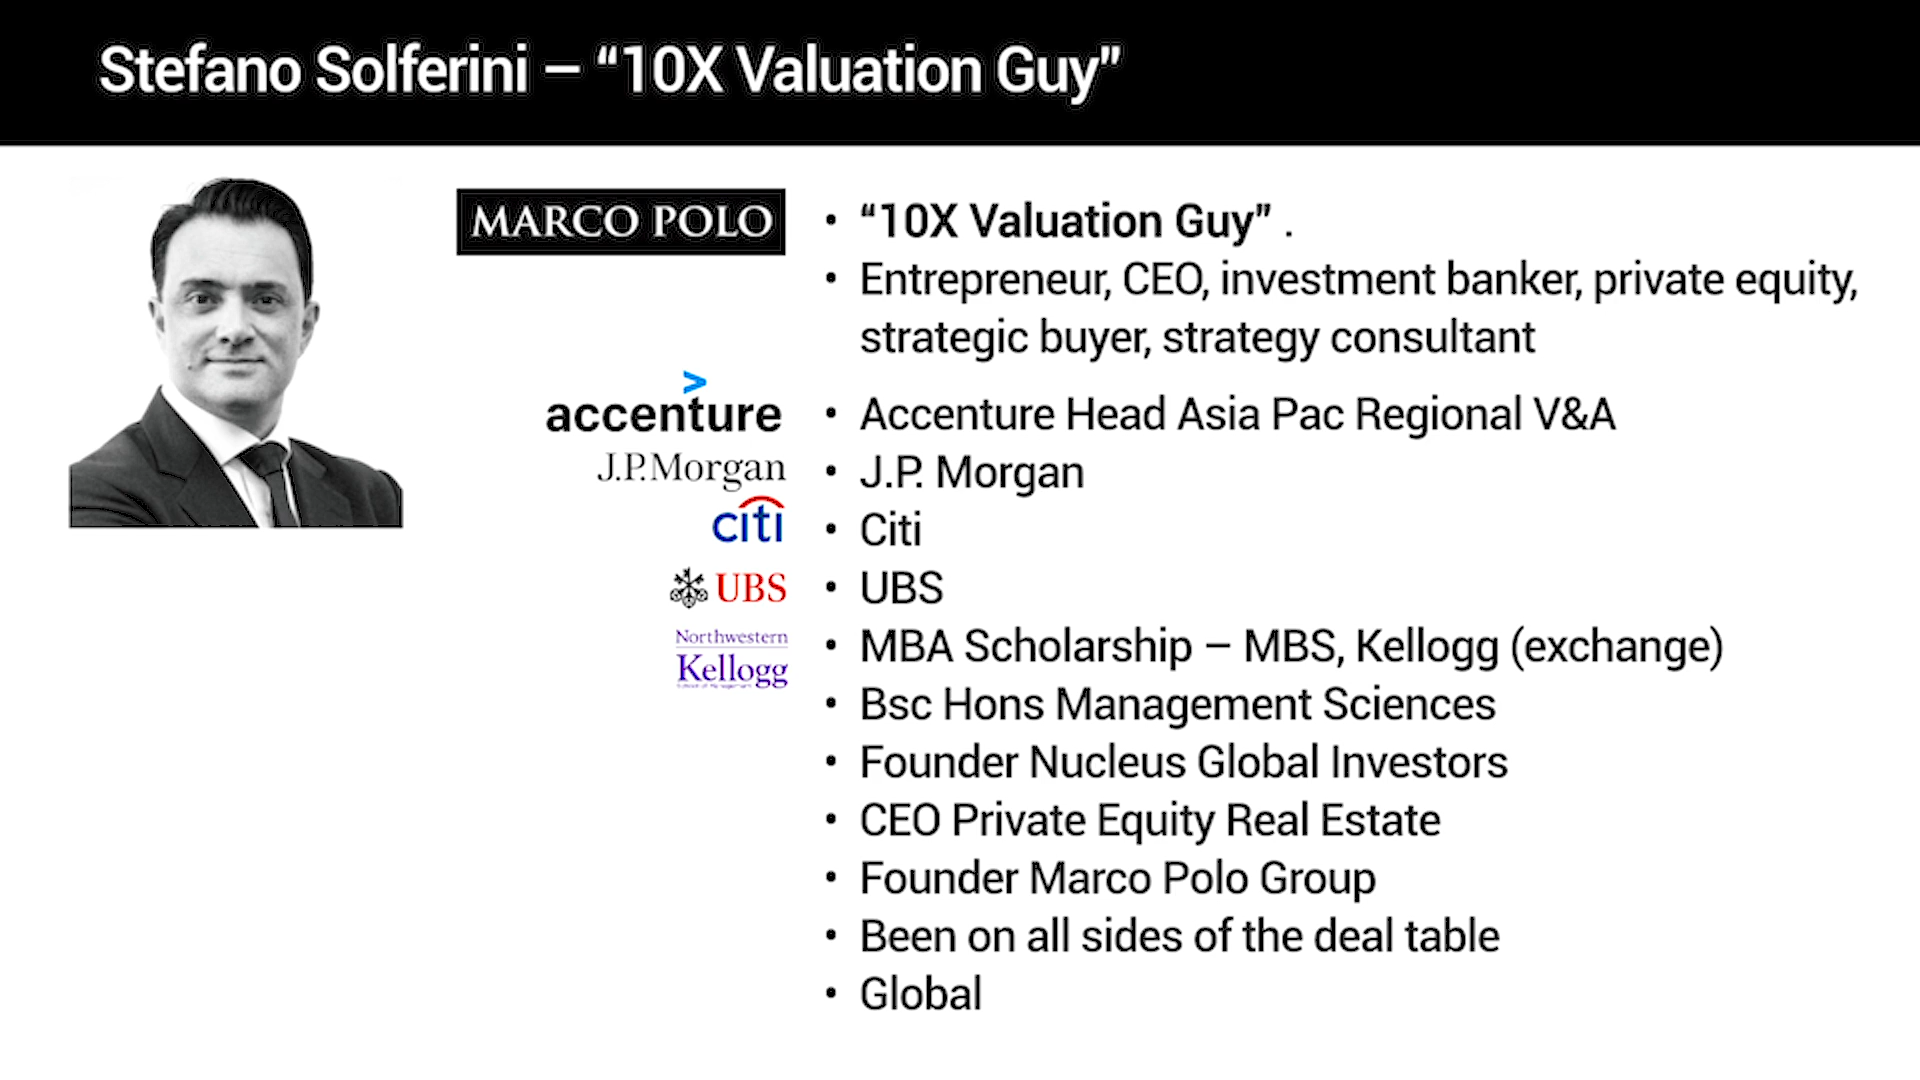 Stefano Solferini – “10X Valuation Guy”
MARCO POLO
• “10X Valuation Guy” .
• Entrepreneur, CEO, investment banker, private equity,
strategic buyer, strategy consultant
>
accenture
• Accenture Head Asia Pac Regional V&A
J.P.Morgan
• J.P. Morgan
citi
• Citi
UBS
• UBS
Northwestern
Kellogg
School of Management
• MBA Scholarship – MBS, Kellogg (exchange)
• Bsc Hons Management Sciences
• Founder Nucleus Global Investors
• CEO Private Equity Real Estate
• Founder Marco Polo Group
• Been on all sides of the deal table
• Global